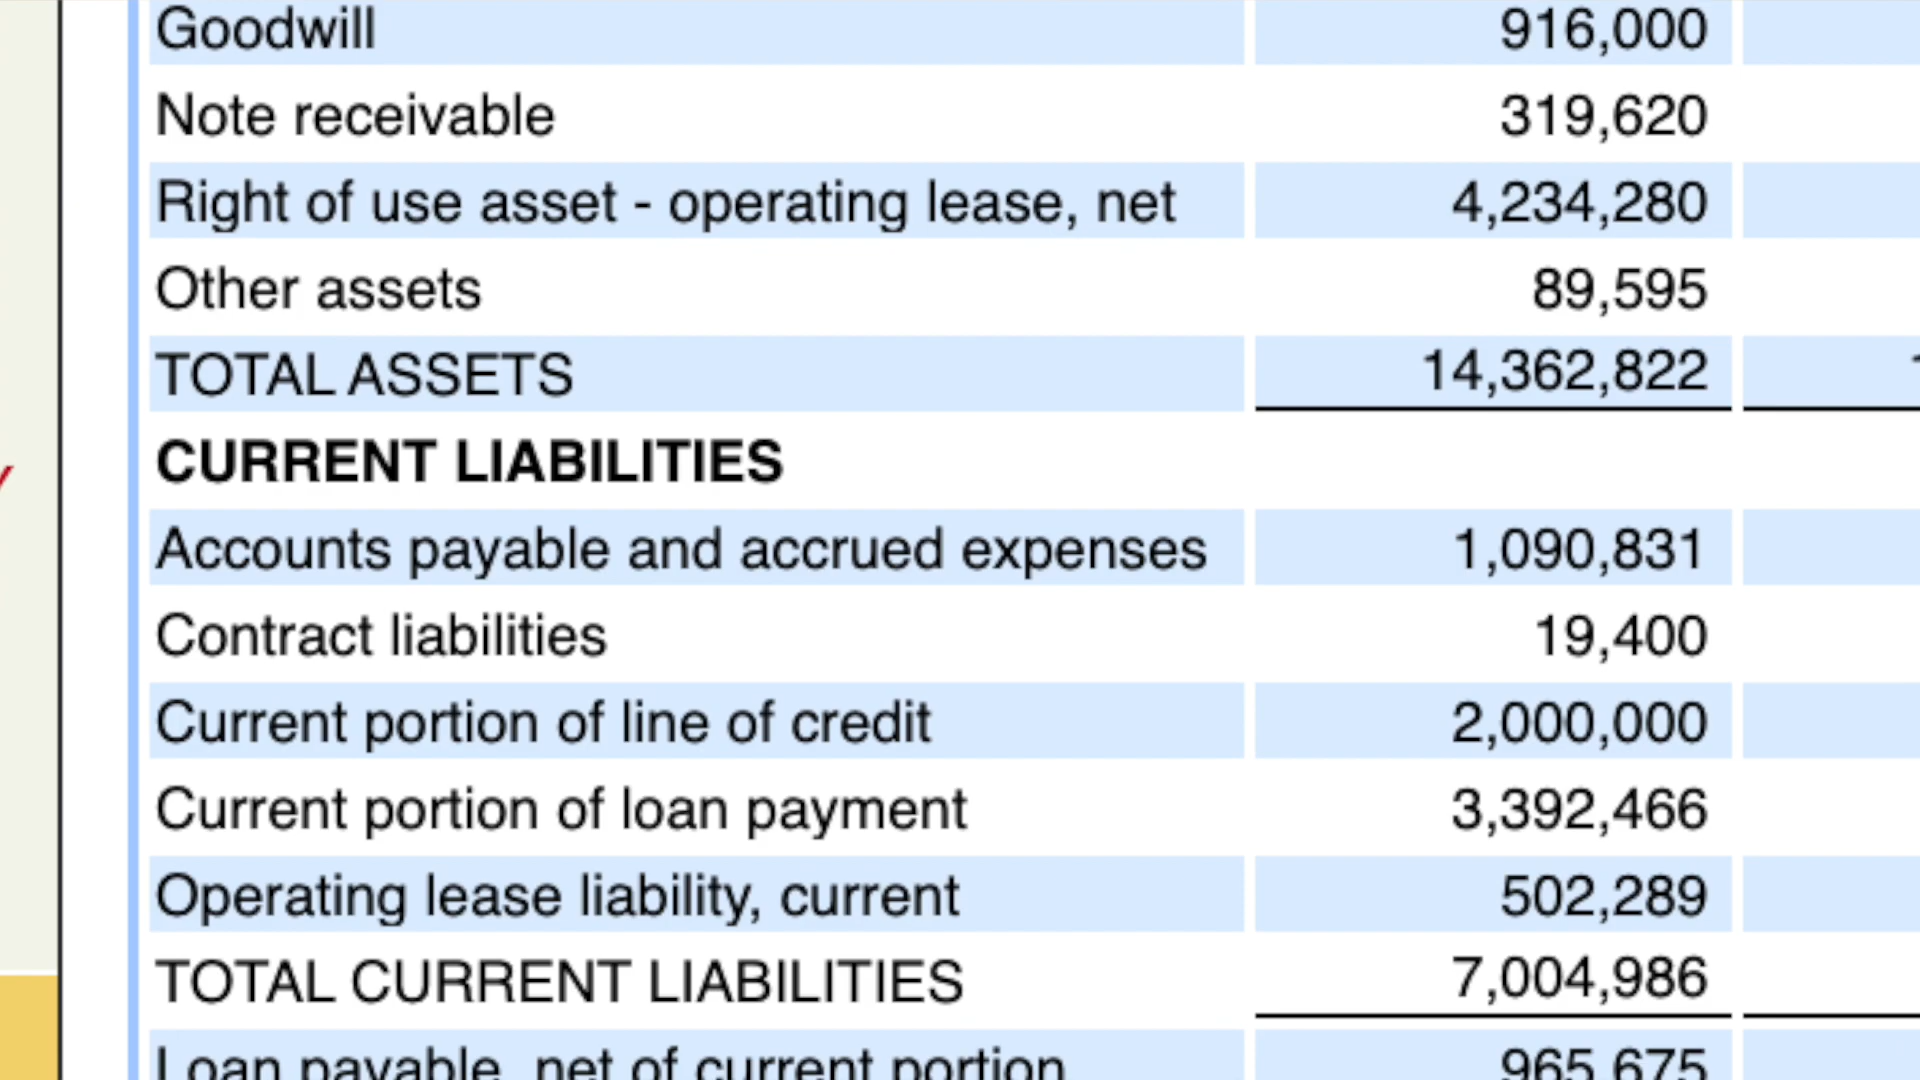 Goodwill 916,000
Note receivable 319,620
Right of use asset - operating lease, net 4,234,280
Other assets 89,595
TOTAL ASSETS 14,362,822
CURRENT LIABILITIES
Accounts payable and accrued expenses 1,090,831
Contract liabilities 19,400
Current portion of line of credit 2,000,000
Current portion of loan payment 3,392,466
Operating lease liability, current 502,289
TOTAL CURRENT LIABILITIES 7,004,986
Loan payable, net of current portion 965,675